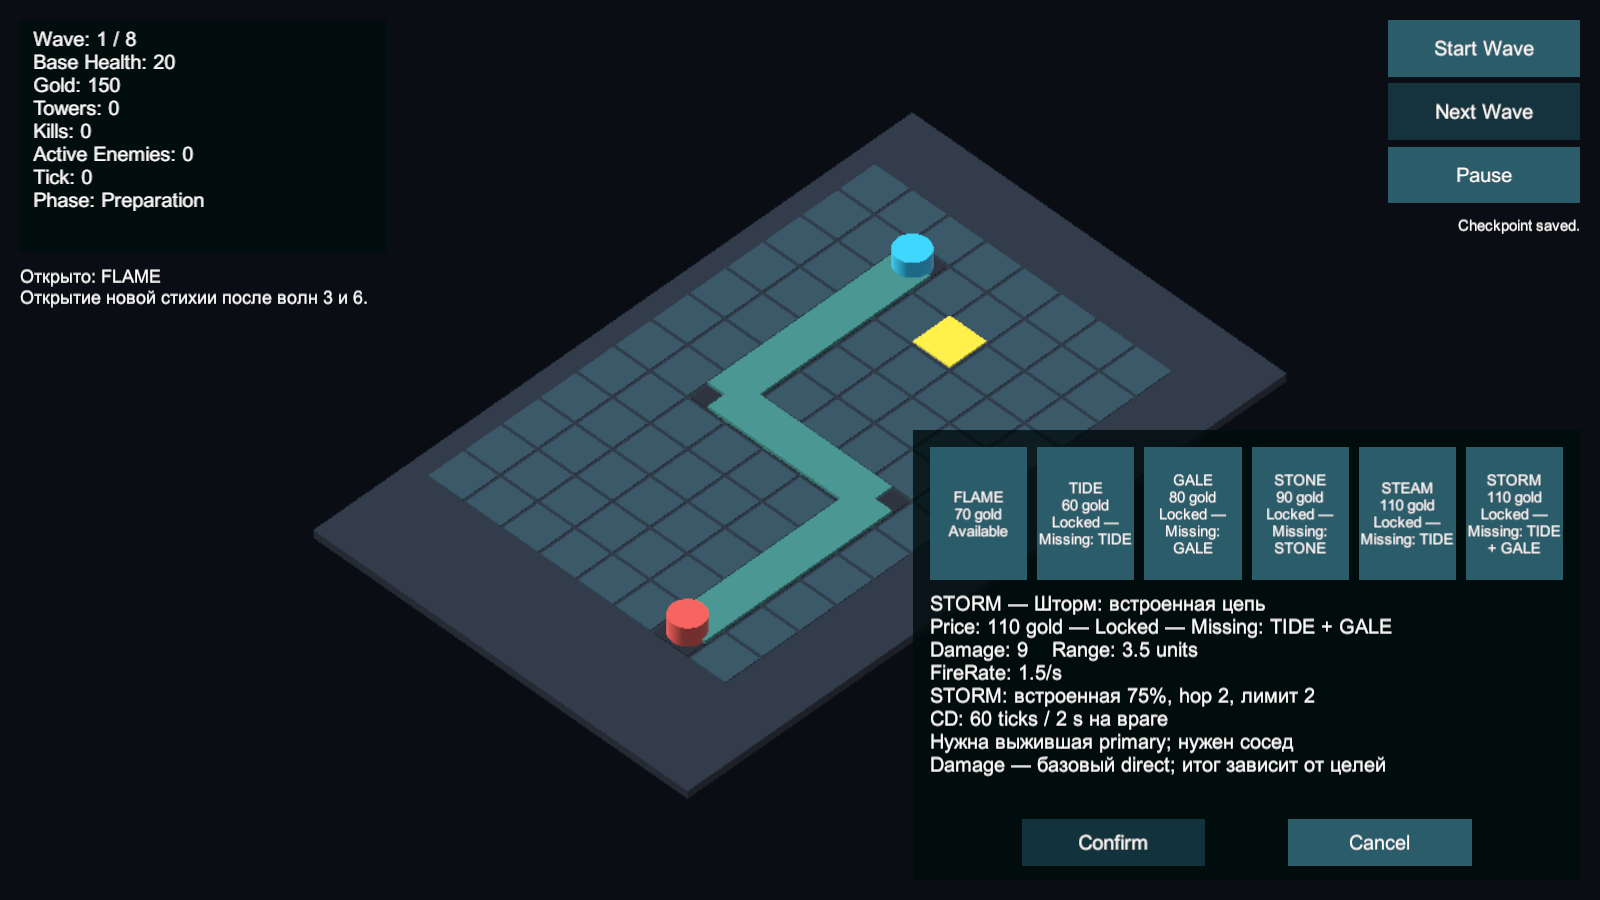 Wave: 1 / 8
Base Health: 20
Gold: 150
Towers: 0
Kills: 0
Active Enemies: 0
Tick: 0
Phase: Preparation
Открыто: FLAME
Открытие новой стихии после волн 3 и 6.
Start Wave
Next Wave
Pause
Checkpoint saved.
FLAME
70 gold
Available
TIDE
60 gold
Locked —
Missing: TIDE
GALE
80 gold
Locked —
Missing:
GALE
STONE
90 gold
Locked —
Missing:
STONE
STEAM
110 gold
Locked —
Missing: TIDE
STORM
110 gold
Locked —
Missing: TIDE
+ GALE
STORM — Шторм: встроенная цепь
Price: 110 gold — Locked — Missing: TIDE + GALE
Damage: 9    Range: 3.5 units
FireRate: 1.5/s
STORM: встроенная 75%, hop 2, лимит 2
CD: 60 ticks / 2 s на враге
Нужна выжившая primary; нужен сосед
Damage — базовый direct; итог зависит от целей
Confirm
Cancel